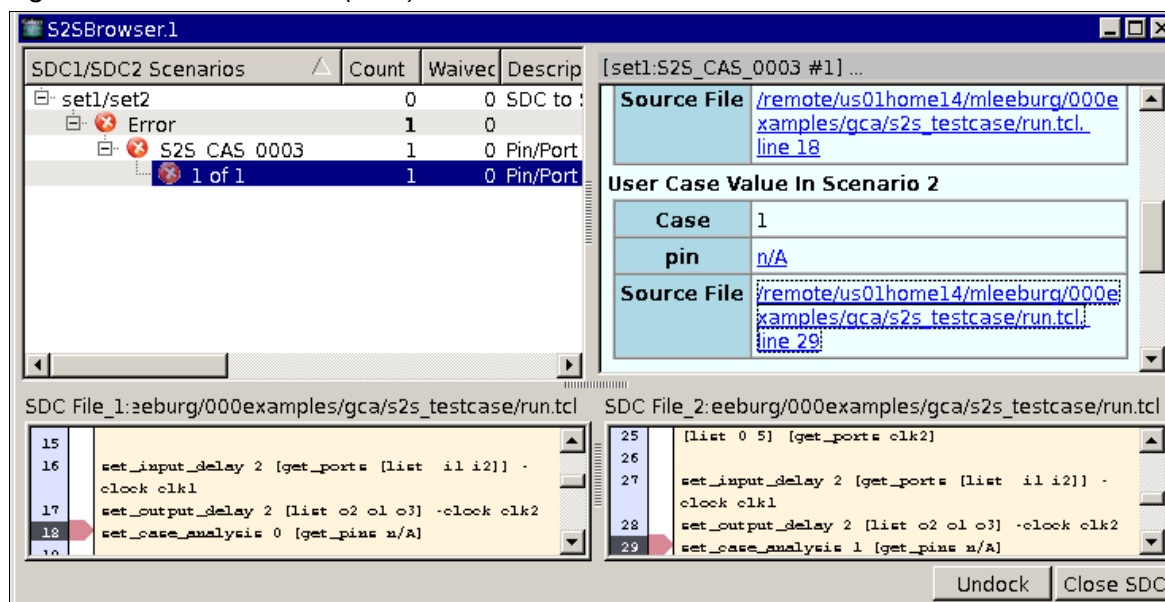 S2SBrowser.1
SDC1/SDC2 Scenarios Count Waived Descrip
set1/set2 0 0 SDC to
Error 1 0
S2S_CAS_0003 1 0 Pin/Port
1 of 1 1 0 Pin/Port
[set1:S2S_CAS_0003 #1] ...
Source File /remote/us01home14/mleeburg/000e
xamples/gca/s2s_testcase/run.tcl,
line 18
User Case Value In Scenario 2
Case 1
pin n/A
Source File /remote/us01home14/mleeburg/000e
xamples/gca/s2s_testcase/run.tcl,
line 29
SDC File_1:eeburg/000examples/gca/s2s_testcase/run.tcl
15
16 set_input_delay 2 [get_ports [list i1 i2]] -
clock clk1
17 set_output_delay 2 [list o2 o1 o3] -clock clk2
18 set_case_analysis 0 [get_pins n/A]
19
SDC File_2:eeburg/000examples/gca/s2s_testcase/run.tcl
25 [list 0 5] [get_ports clk2]
26
27 set_input_delay 2 [get_ports [list i1 i2]] -
clock clk1
28 set_output_delay 2 [list o2 o1 o3] -clock clk2
29 set_case_analysis 1 [get_pins n/A]
Undock Close SDC